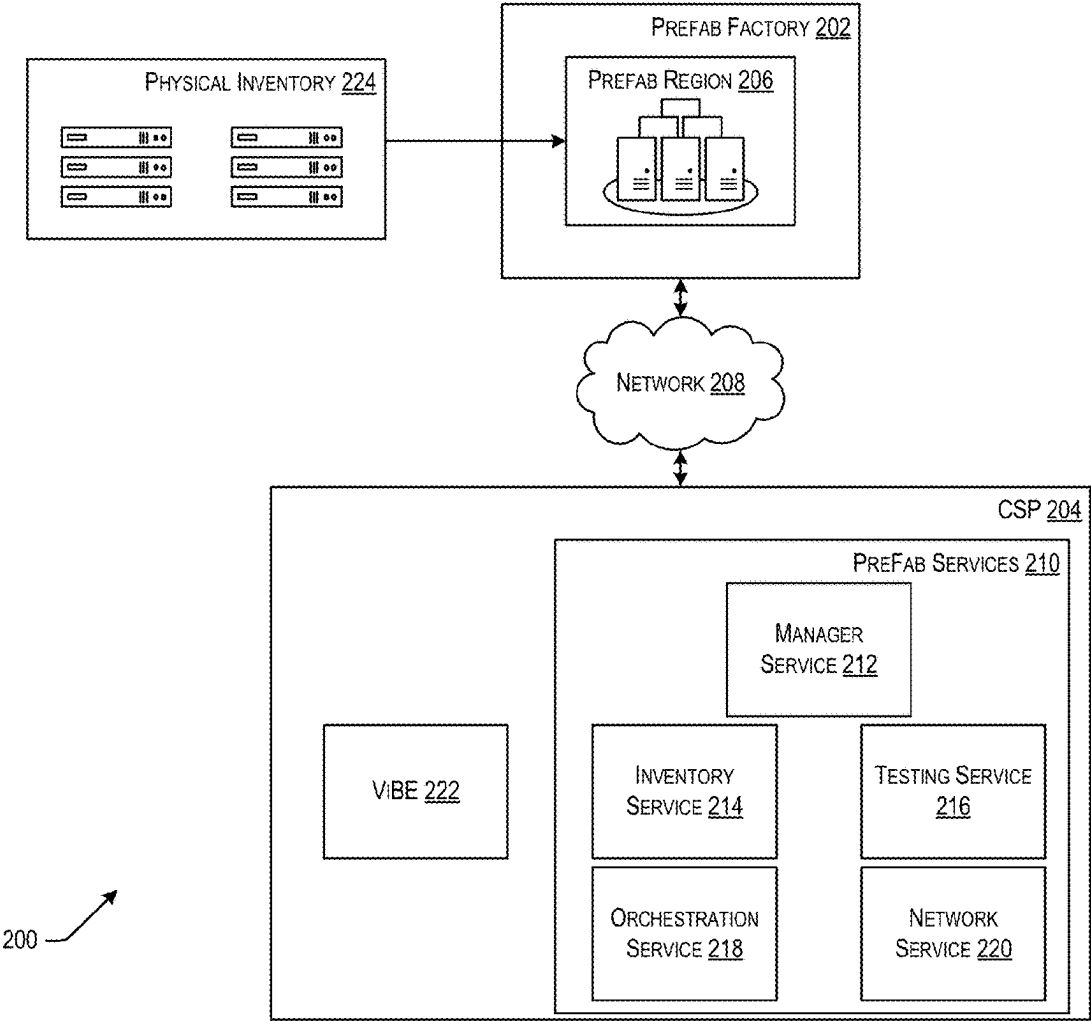 PREFAB FACTORY 202
PHYSICAL INVENTORY 224
PREFAB REGION 206
NETWORK 208
CSP 204
PREFAB SERVICES 210
MANAGER
SERVICE 212
VIBE 222
INVENTORY
SERVICE 214
TESTING SERVICE
216
ORCHESTRATION
SERVICE 218
NETWORK
SERVICE 220
200